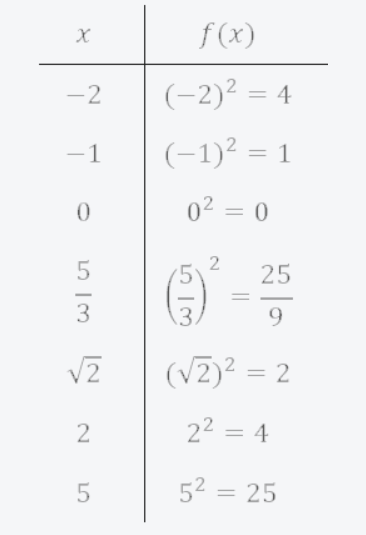 x f(x)
−2 (−2)² = 4
−1 (−1)² = 1
0 0² = 0
5/3 (5/3)² = 25/9
√2 (√2)² = 2
2 2² = 4
5 5² = 25